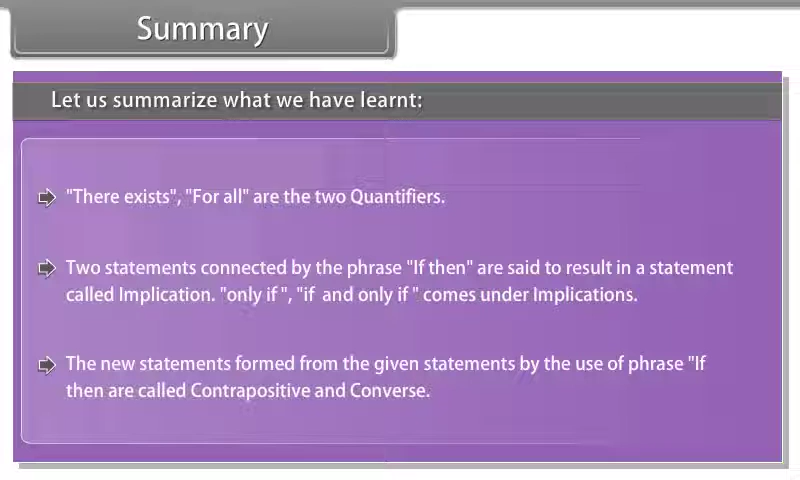 Summary
Let us summarize what we have learnt:
"There exists", "For all" are the two Quantifiers.
Two statements connected by the phrase "If then" are said to result in a statement
called Implication. "only if ", "if and only if " comes under Implications.
The new statements formed from the given statements by the use of phrase "If
then are called Contrapositive and Converse.